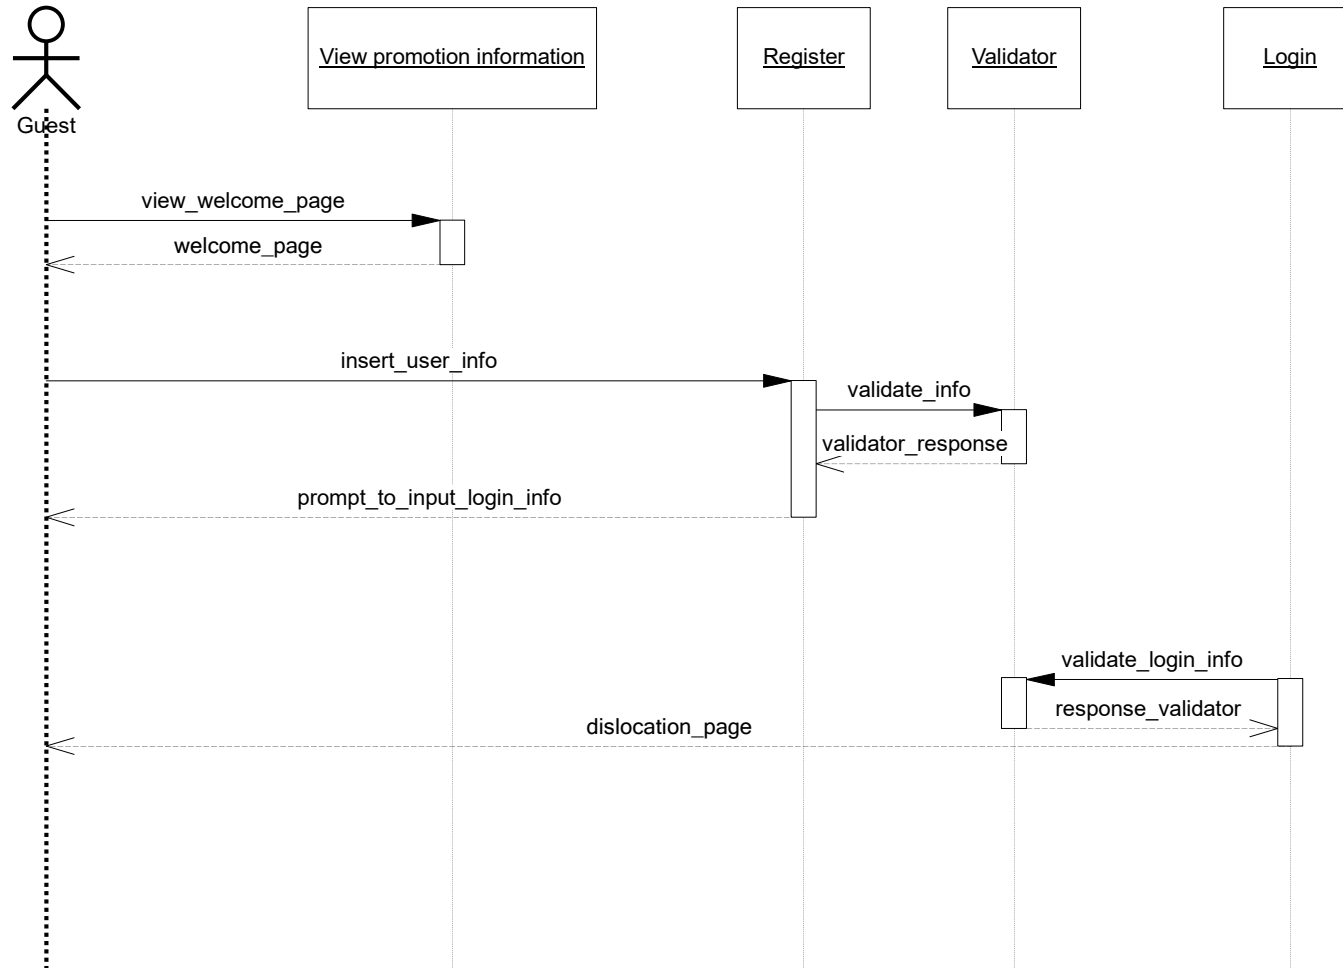 View promotion information
Register
Validator
Login
Guest
view_welcome_page
welcome_page
insert_user_info
validate_info
validator_response
prompt_to_input_login_info
validate_login_info
response_validator
dislocation_page